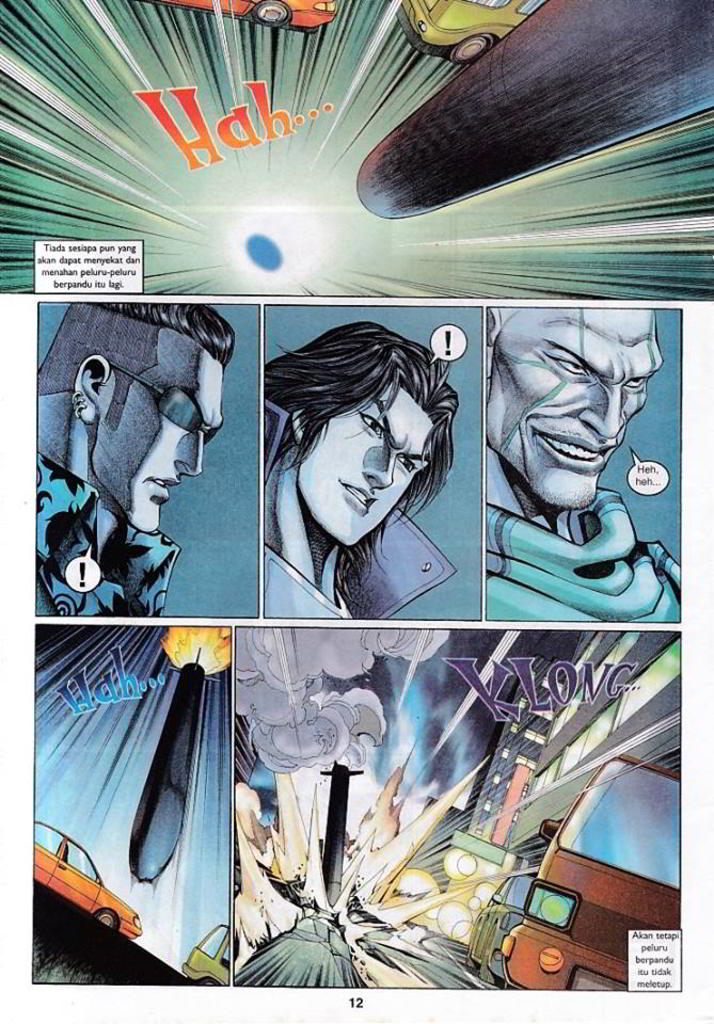 Hah...
Tiada sesiapa pun yang
akan dapat menyekat dan
menahan peluru-peluru
berpandu itu lagi.
!
!
Heh,
heh...
Hah...
KLONG...
Akan tetapi
peluru
berpandu
itu tidak
meletup.
12